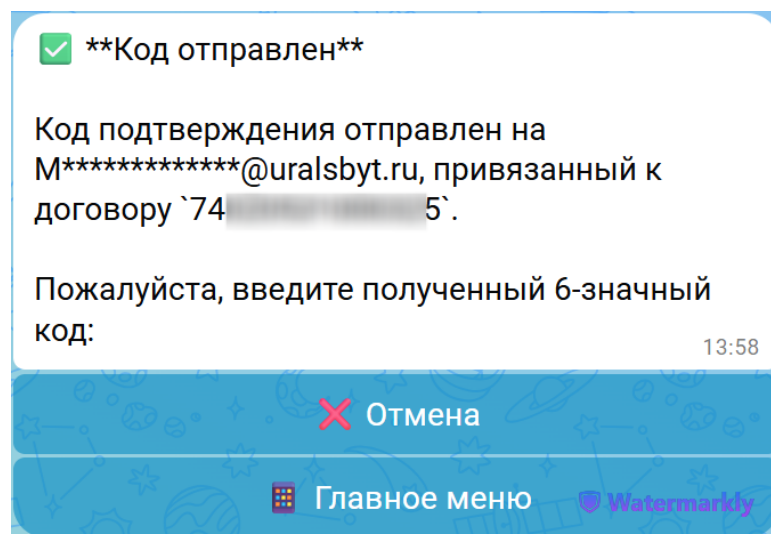 ✅ **Код отправлен**
Код подтверждения отправлен на
M*************@uralsbyt.ru, привязанный к
договору `74 5`.
Пожалуйста, введите полученный 6-значный
код:
13:58
❌ Отмена
Главное меню
Watermarkly